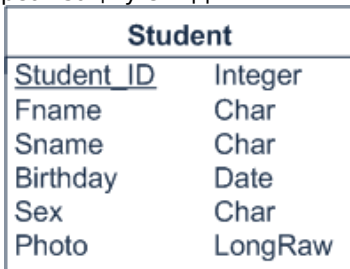 Student
Student_ID Integer
Fname Char
Sname Char
Birthday Date
Sex Char
Photo LongRaw